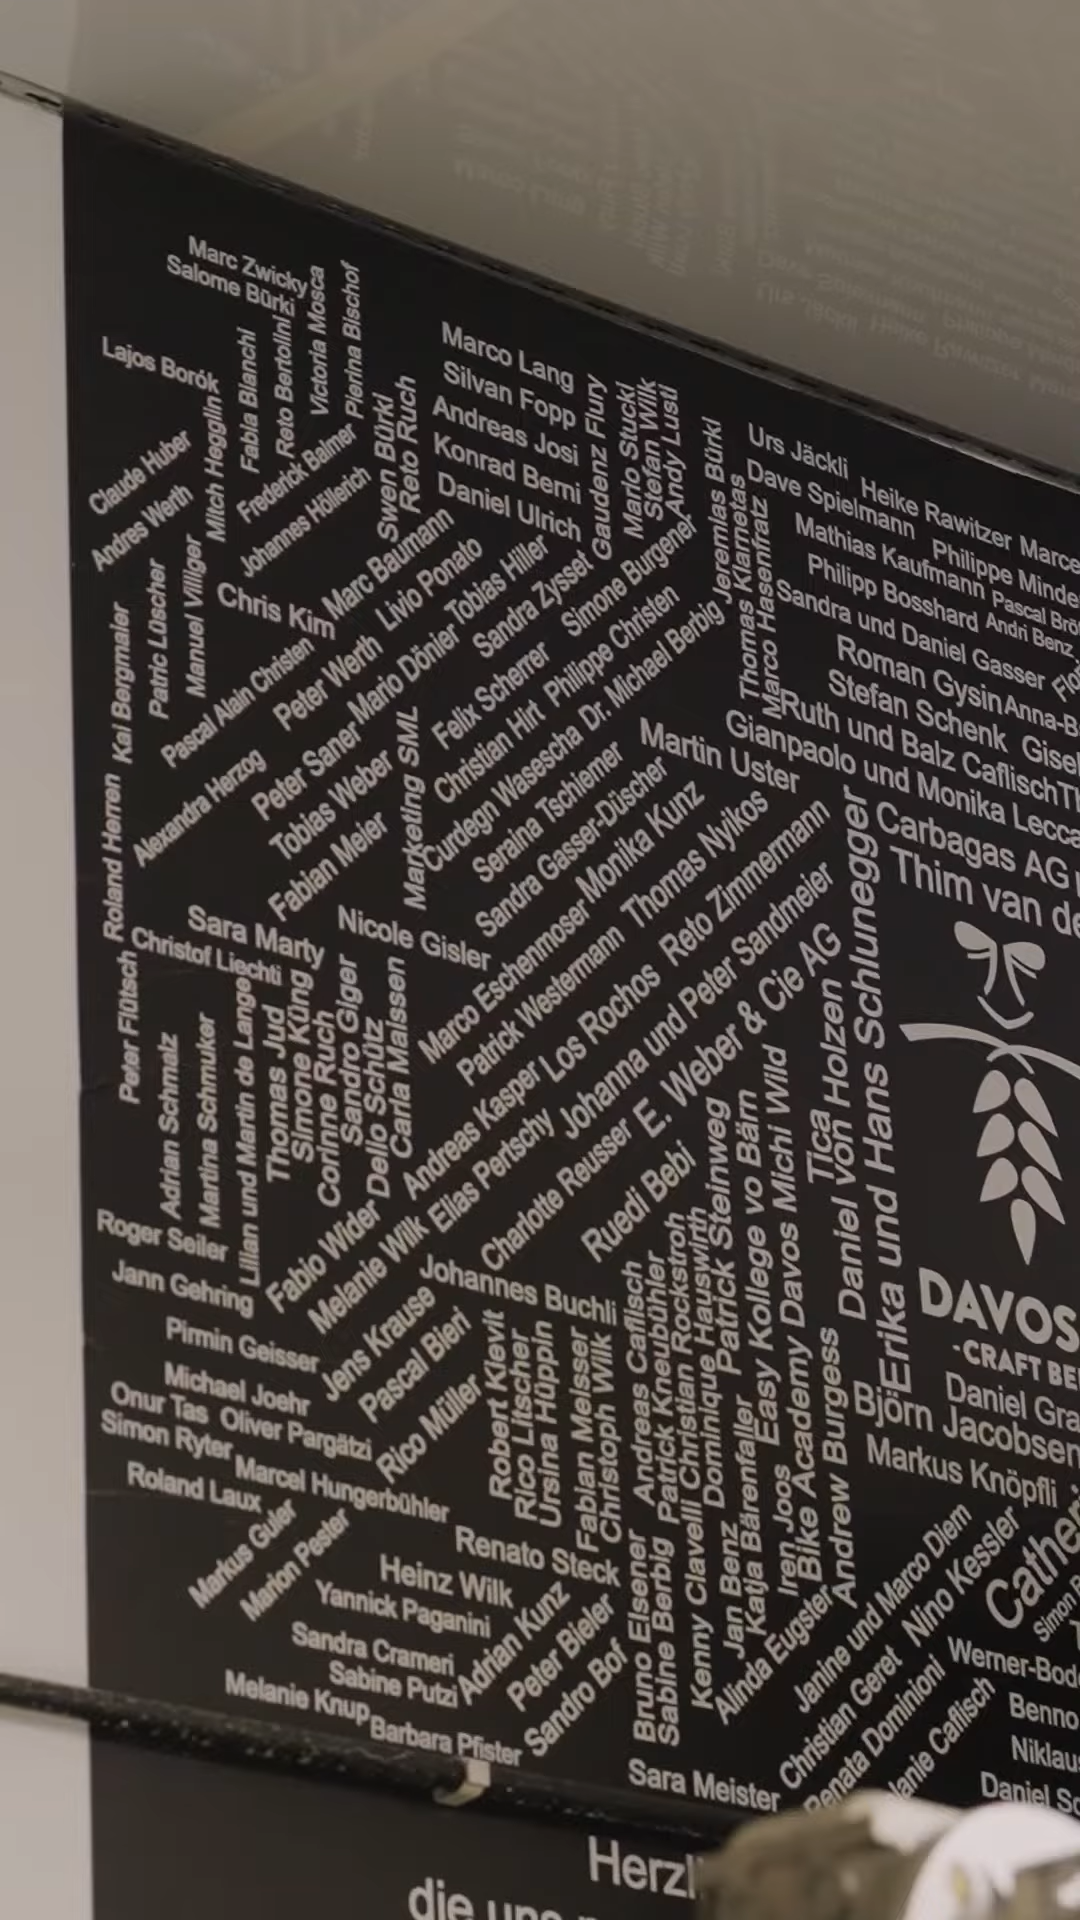 Marc Zwicky
Salome Bürki
Victoria Mosca
Pierina Bischof
Lajos Borók
Fabia Bianchi
Reto Bertolini
Mitch Hegglin
Claude Huber
Andres Werth
Frederick Balmer
Johannes Höllerich
Swen Bürki
Reto Ruch
Marco Lang
Silvan Fopp
Andreas Josi
Konrad Berni
Daniel Ulrich
Gaudenz Flury
Mario Stucki
Stefan Wilk
Andy Lusti
Jeremias Bürki
Thomas Klametas
Marco Hasenfratz
Urs Jäckli
Heike Rawitzer
Dave Spielmann
Mathias Kaufmann
Philipp Bosshard
Pascal
Andri Benz
Sandra und Daniel Gasser
Roman Gysin
Stefan Schenk
Ruth und Balz Caflisch
Gianpaolo und Monika
Carbagas AG
Thim van
Patric Lüscher
Manuel Villiger
Kai Bergmaier
Chris Kim
Marc Baumann
Livio Ponato
Tobias Hiller
Sandra Zysset
Simone Burgener
Pascal Alain Christen
Peter Werth
Mario Dönier
Felix Scherrer
Philippe Christen
Christian Hirt
Dr. Michael Berbig
Curdegn Wasescha
Alexandra Herzog
Peter Saner
Tobias Weber
Fabian Meier
Marketing SML
Seraina Tschiemer
Sandra Gasser-Düscher
Martin Uster
Monika Kunz
Marco Eschenmoser
Thomas Nyikos
Patrick Westermann
Reto Zimmermann
Los Rochos
Andreas Kasper
Johanna und Peter Sandmeier
Elias Pertschy
Melanie Wilk
Fabio Wider
E. Weber & Cie AG
Charlotte Reusser
Ruedi Bebi
Roland Herren
Sara Marty
Nicole Gisler
Christof Liechti
Peter Flütsch
Adrian Schmalz
Martina Schmuker
Lilian und Martin de Lange
Thomas Jud
Simone Küng
Corinne Ruch
Sandro Giger
Delio Schütz
Carla Maissen
Roger Seiler
Jann Gehring
Pirmin Geisser
Michael Joehr
Onur Tas
Oliver Pargätzi
Simon Ryter
Marcel Hungerbühler
Roland Laux
Markus Guler
Marion Pester
Jens Krause
Pascal Bieri
Rico Müller
Johannes Buchli
Robert Kievit
Rico Litscher
Ursina Hüppin
Fabian Meisser
Christoph Wilk
Andreas Caflisch
Patrick Kneubühler
Christian Rockstroh
Kenny Clavelli
Dominique Hauswirth
Patrick Steinweg
Easy Kollege vo Bärn
Michi Wild
Bike Academy Davos
Tica
Daniel von Holzen
Erika und Hans Schlunegger
Andrew Burgess
Iren Joos
Katja Bärenfaller
Jan Benz
Alinda Eugster
Renato Steck
Heinz Wilk
Yannick Paganini
Sandra Crameri
Sabine Putzi
Melanie Knup
Barbara Pfister
Adrian Kunz
Peter Bieler
Sandro Bof
Bruno Elsener
Sabine Berbig
Sara Meister
DAVOS
-CRAFT
Daniel
Björn Jacobsen
Markus Knöpfli
Janine und Marco Diem
Nino Kessler
Christian Geret
Renata Dominioni
Caflisch
Benno
Daniel
die uns